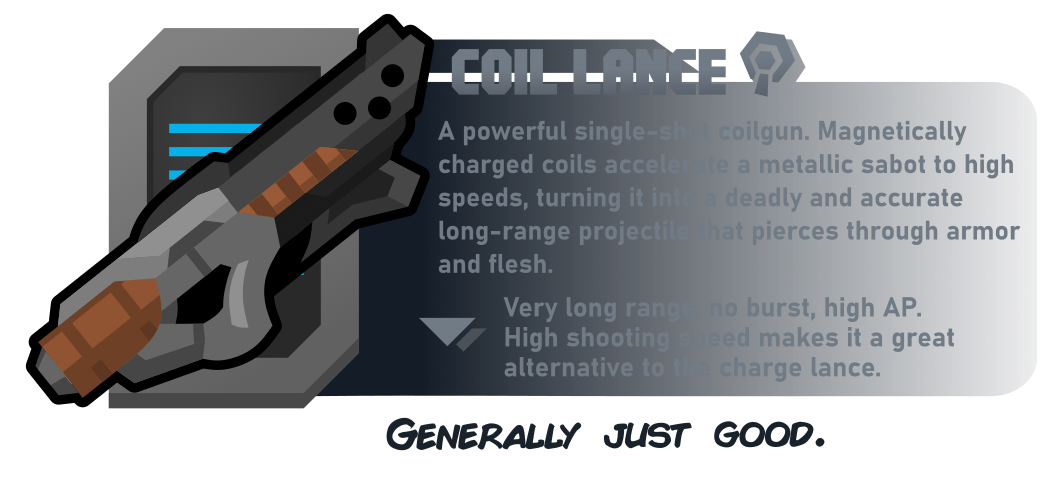 COIL LANCE
A powerful single-shot coilgun. Magnetically
charged coils accelerate a metallic sabot to high
speeds, turning it into a deadly and accurate
long-range projectile that pierces through armor
and flesh.
Very long range, no burst, high AP.
High shooting speed makes it a great
alternative to the charge lance.
GENERALLY JUST GOOD.